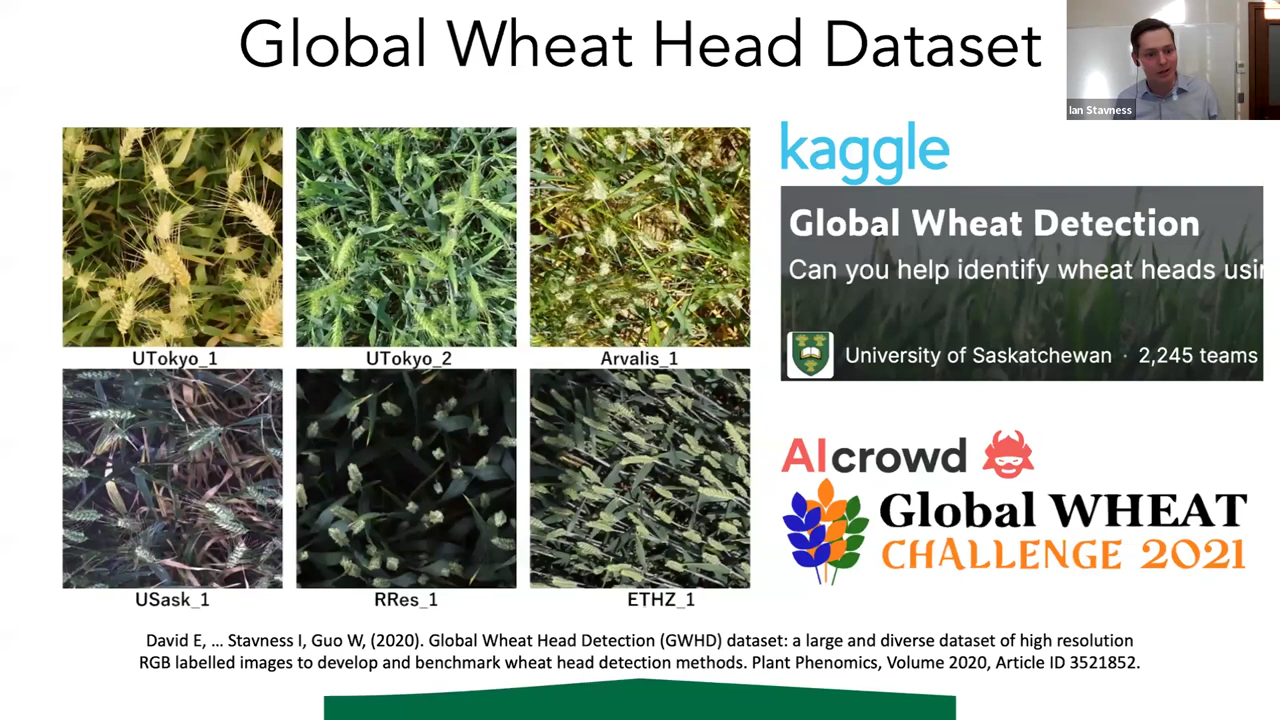 Global Wheat Head Dataset
Ian Stavness
kaggle
Global Wheat Detection
Can you help identify wheat heads usi
University of Saskatchewan · 2,245 teams
UTokyo_1
UTokyo_2
Arvalis_1
USask_1
RRes_1
ETHZ_1
AIcrowd
Global WHEAT
CHALLENGE 2021
David E, ... Stavness I, Guo W, (2020). Global Wheat Head Detection (GWHD) dataset: a large and diverse dataset of high resolution
RGB labelled images to develop and benchmark wheat head detection methods. Plant Phenomics, Volume 2020, Article ID 3521852.